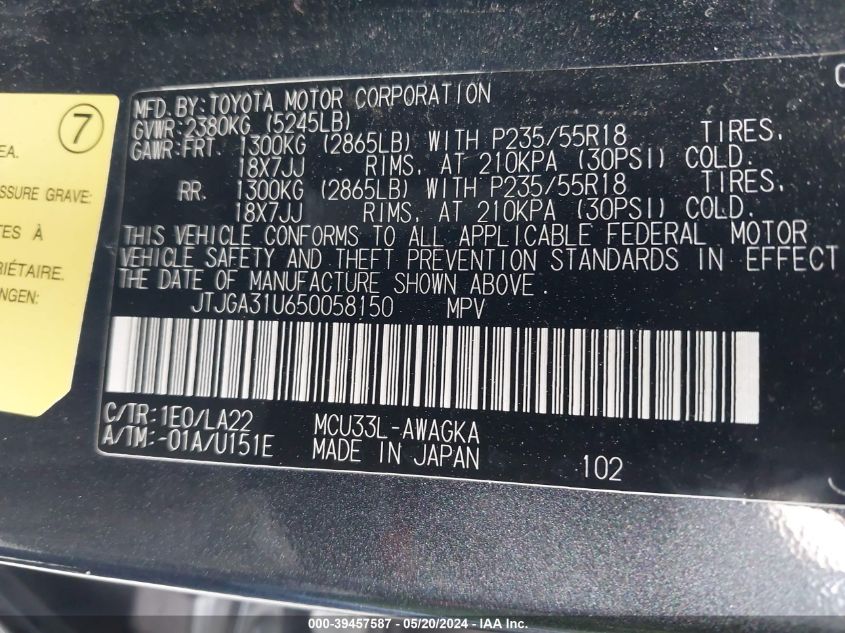 7
EA.
ESSURE GRAVE:
TES À
RIÉTAIRE.
NGEN:
MFD. BY: TOYOTA MOTOR CORPORATION
GVWR: 2380KG (5245LB)
GAWR: FRT. 1300KG (2865LB) WITH P235/55R18 TIRES.
18X7JJ RIMS, AT 210KPA (30PSI) COLD.
RR. 1300KG (2865LB) WITH P235/55R18 TIRES.
18X7JJ RIMS, AT 210KPA (30PSI) COLD.
THIS VEHICLE CONFORMS TO ALL APPLICABLE FEDERAL MOTOR
VEHICLE SAFETY AND THEFT PREVENTION STANDARDS IN EFFECT
THE DATE OF MANUFACTURE SHOWN ABOVE.
JTJGA31U650058150 MPV
C/TR: 1E0/LA22 MCU33L-AWAGKA
A/TM: -01A/U151E MADE IN JAPAN 102
000-39457587 - 05/20/2024 - IAA Inc.